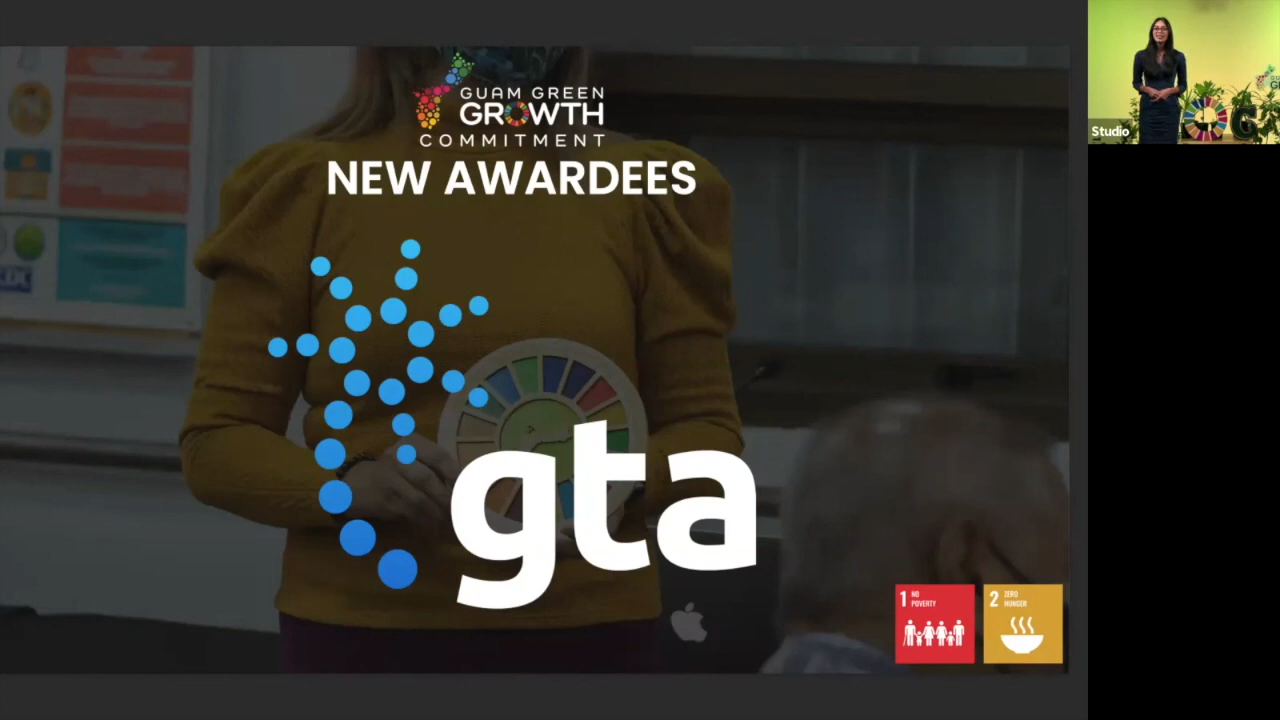 GUAM GREEN
GROWTH
COMMITMENT
NEW AWARDEES
gta
1 NO
POVERTY
2 ZERO
HUNGER
Studio